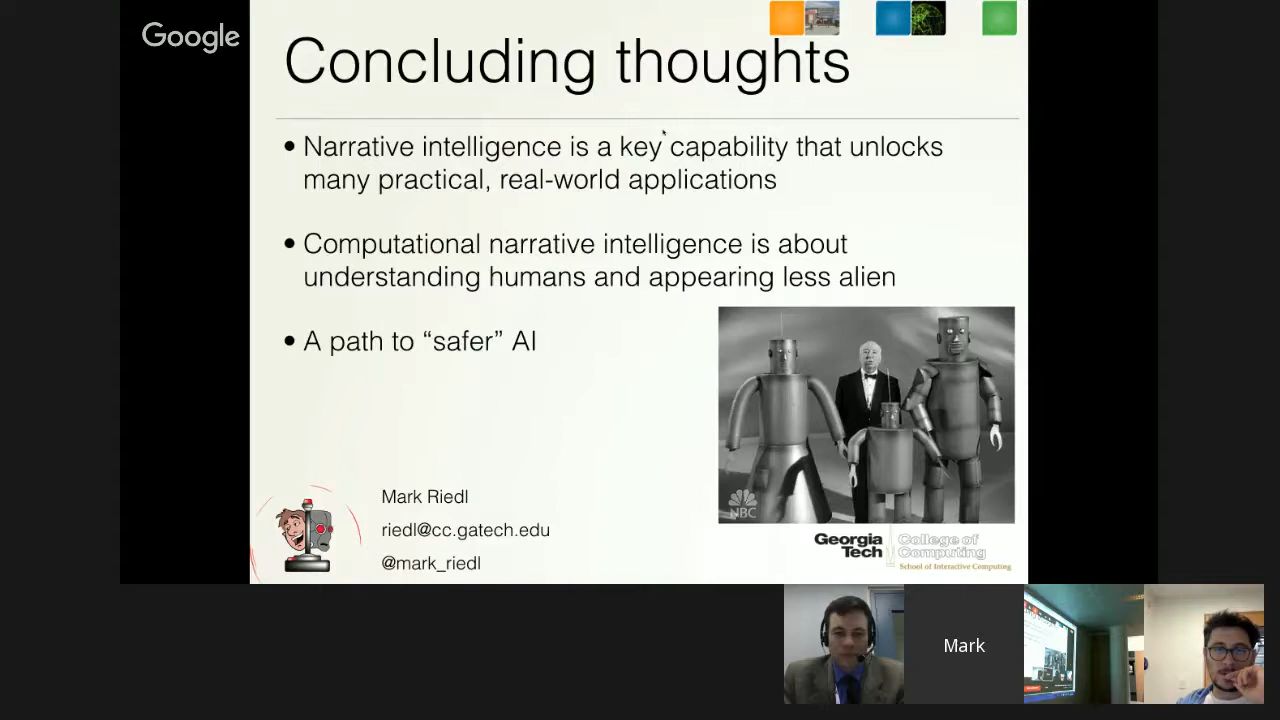 Google
Concluding thoughts
• Narrative intelligence is a key capability that unlocks
many practical, real-world applications
• Computational narrative intelligence is about
understanding humans and appearing less alien
• A path to “safer” AI
NBC
Mark Riedl
riedl@cc.gatech.edu
@mark_riedl
Georgia
Tech
College of
Computing
School of Interactive Computing
Mark